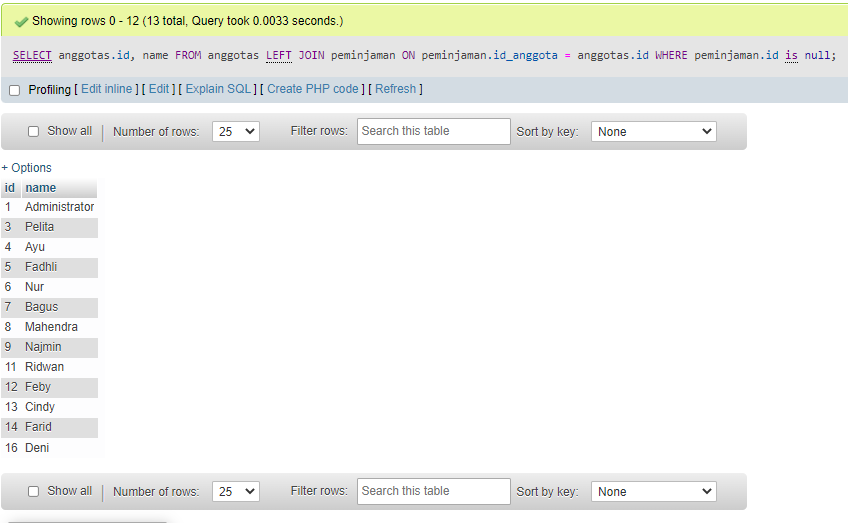 Showing rows 0 - 12 (13 total, Query took 0.0033 seconds.)
SELECT anggotas.id, name FROM anggotas LEFT JOIN peminjaman ON peminjaman.id_anggota = anggotas.id WHERE peminjaman.id is null;
Profiling [ Edit inline ] [ Edit ] [ Explain SQL ] [ Create PHP code ] [ Refresh ]
Show all | Number of rows: 25 Filter rows: Search this table Sort by key: None
+ Options
id name
1 Administrator
3 Pelita
4 Ayu
5 Fadhli
6 Nur
7 Bagus
8 Mahendra
9 Najmin
11 Ridwan
12 Feby
13 Cindy
14 Farid
16 Deni
Show all | Number of rows: 25 Filter rows: Search this table Sort by key: None